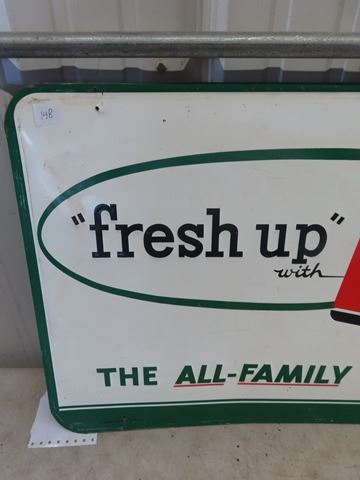 148
"fresh up"
with
THE ALL-FAMILY